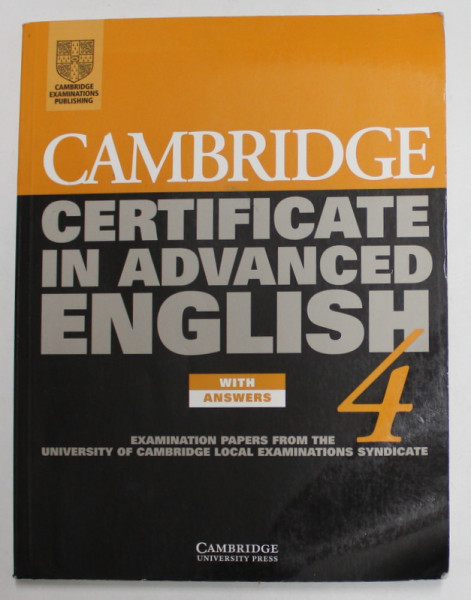 CAMBRIDGE
EXAMINATIONS
PUBLISHING
CAMBRIDGE
CERTIFICATE
IN ADVANCED
ENGLISH
4
WITH
ANSWERS
EXAMINATION PAPERS FROM THE
UNIVERSITY OF CAMBRIDGE LOCAL EXAMINATIONS SYNDICATE
CAMBRIDGE
UNIVERSITY PRESS